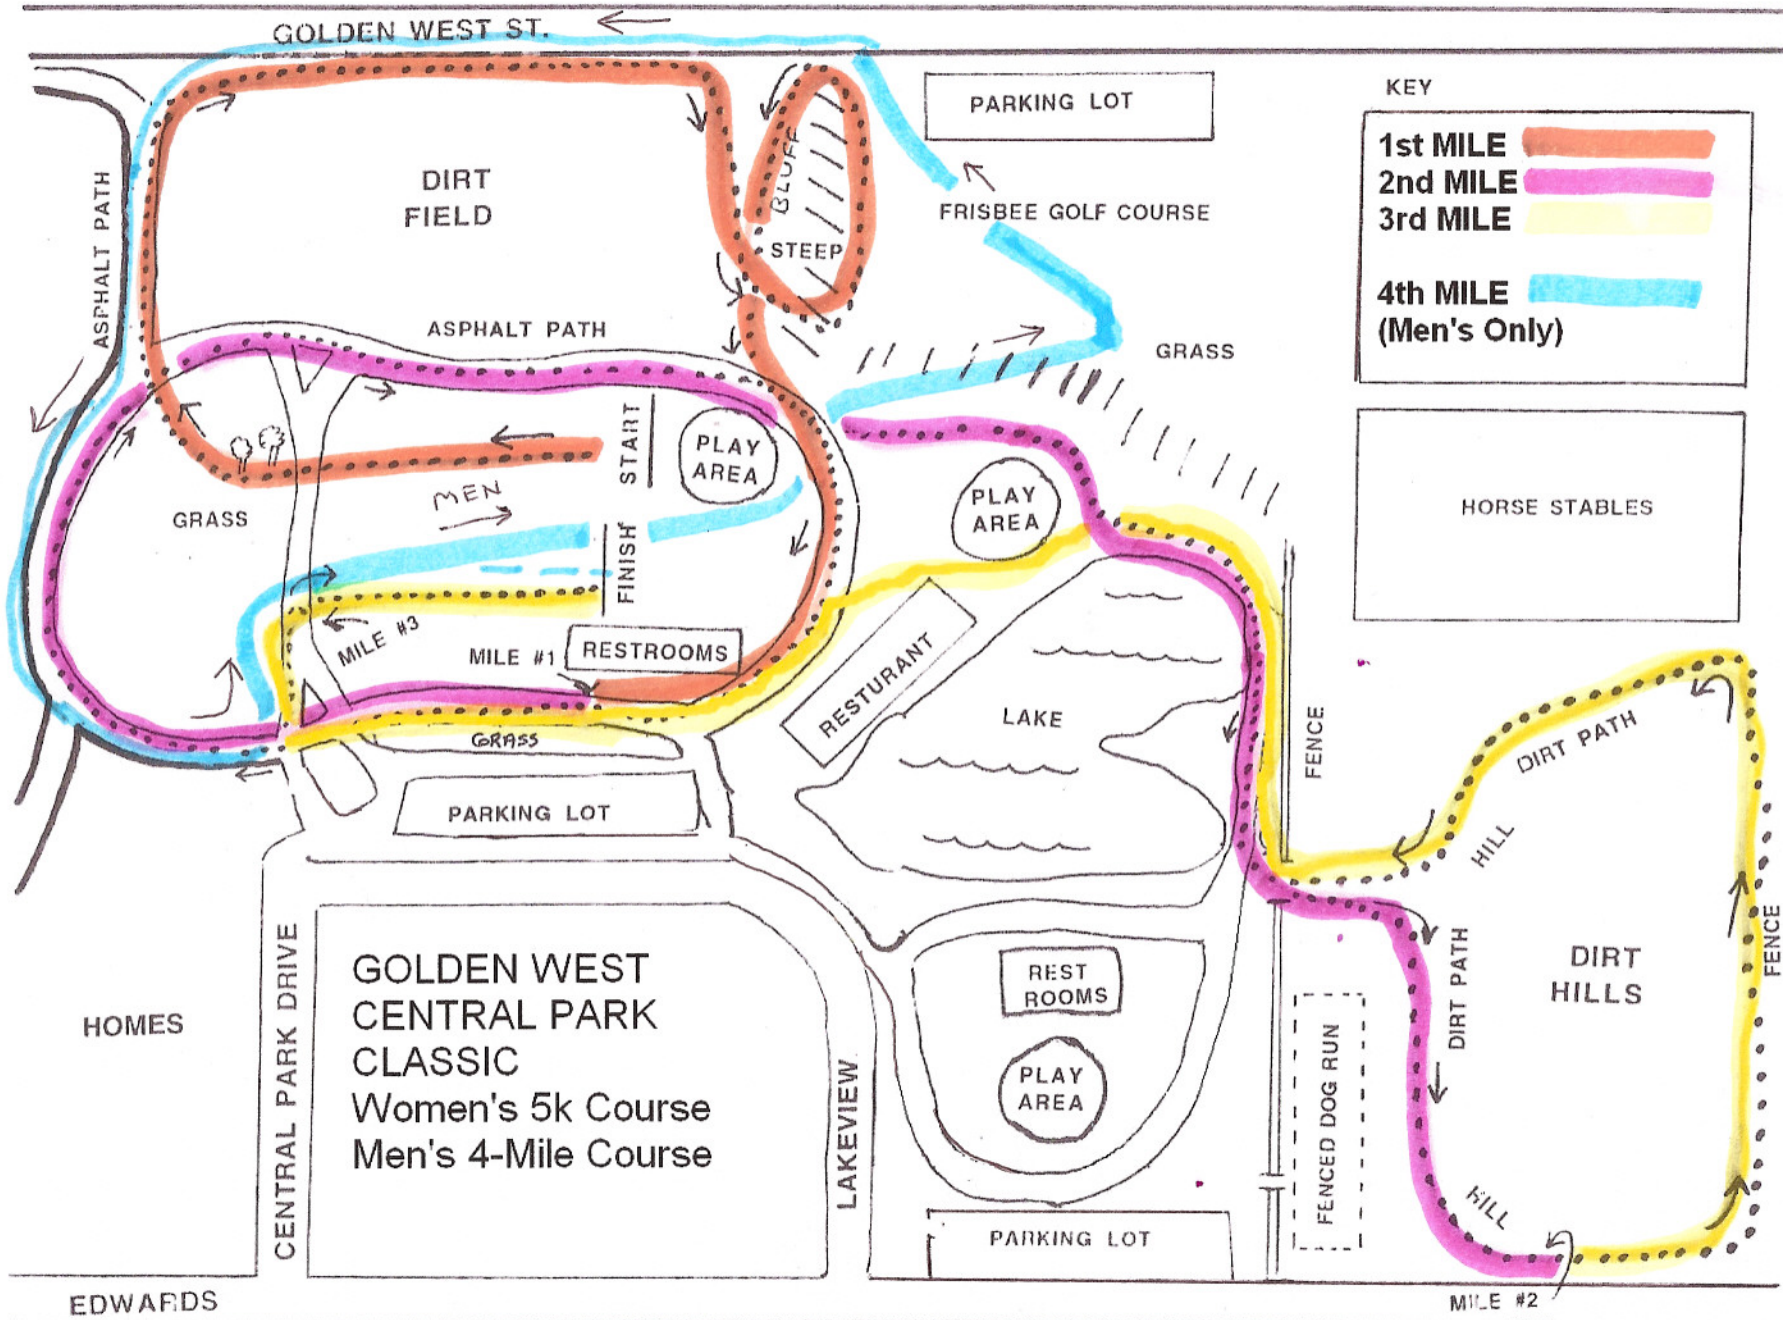 GOLDEN WEST ST.
PARKING LOT
KEY
1st MILE
2nd MILE
3rd MILE
4th MILE
(Men's Only)
ASPHALT PATH
DIRT
FIELD
BLUFF
STEEP
FRISBEE GOLF COURSE
ASPHALT PATH
GRASS
START
PLAY
AREA
MEN
GRASS
PLAY
AREA
HORSE STABLES
FINISH
MILE #3
MILE #1
RESTROOMS
RESTURANT
LAKE
FENCE
DIRT PATH
GRASS
PARKING LOT
HILL
HOMES
CENTRAL PARK DRIVE
GOLDEN WEST
CENTRAL PARK
CLASSIC
Women's 5k Course
Men's 4-Mile Course
LAKEVIEW
REST
ROOMS
PLAY
AREA
FENCED DOG RUN
DIRT PATH
DIRT
HILLS
FENCE
HILL
PARKING LOT
EDWARDS
MILE #2